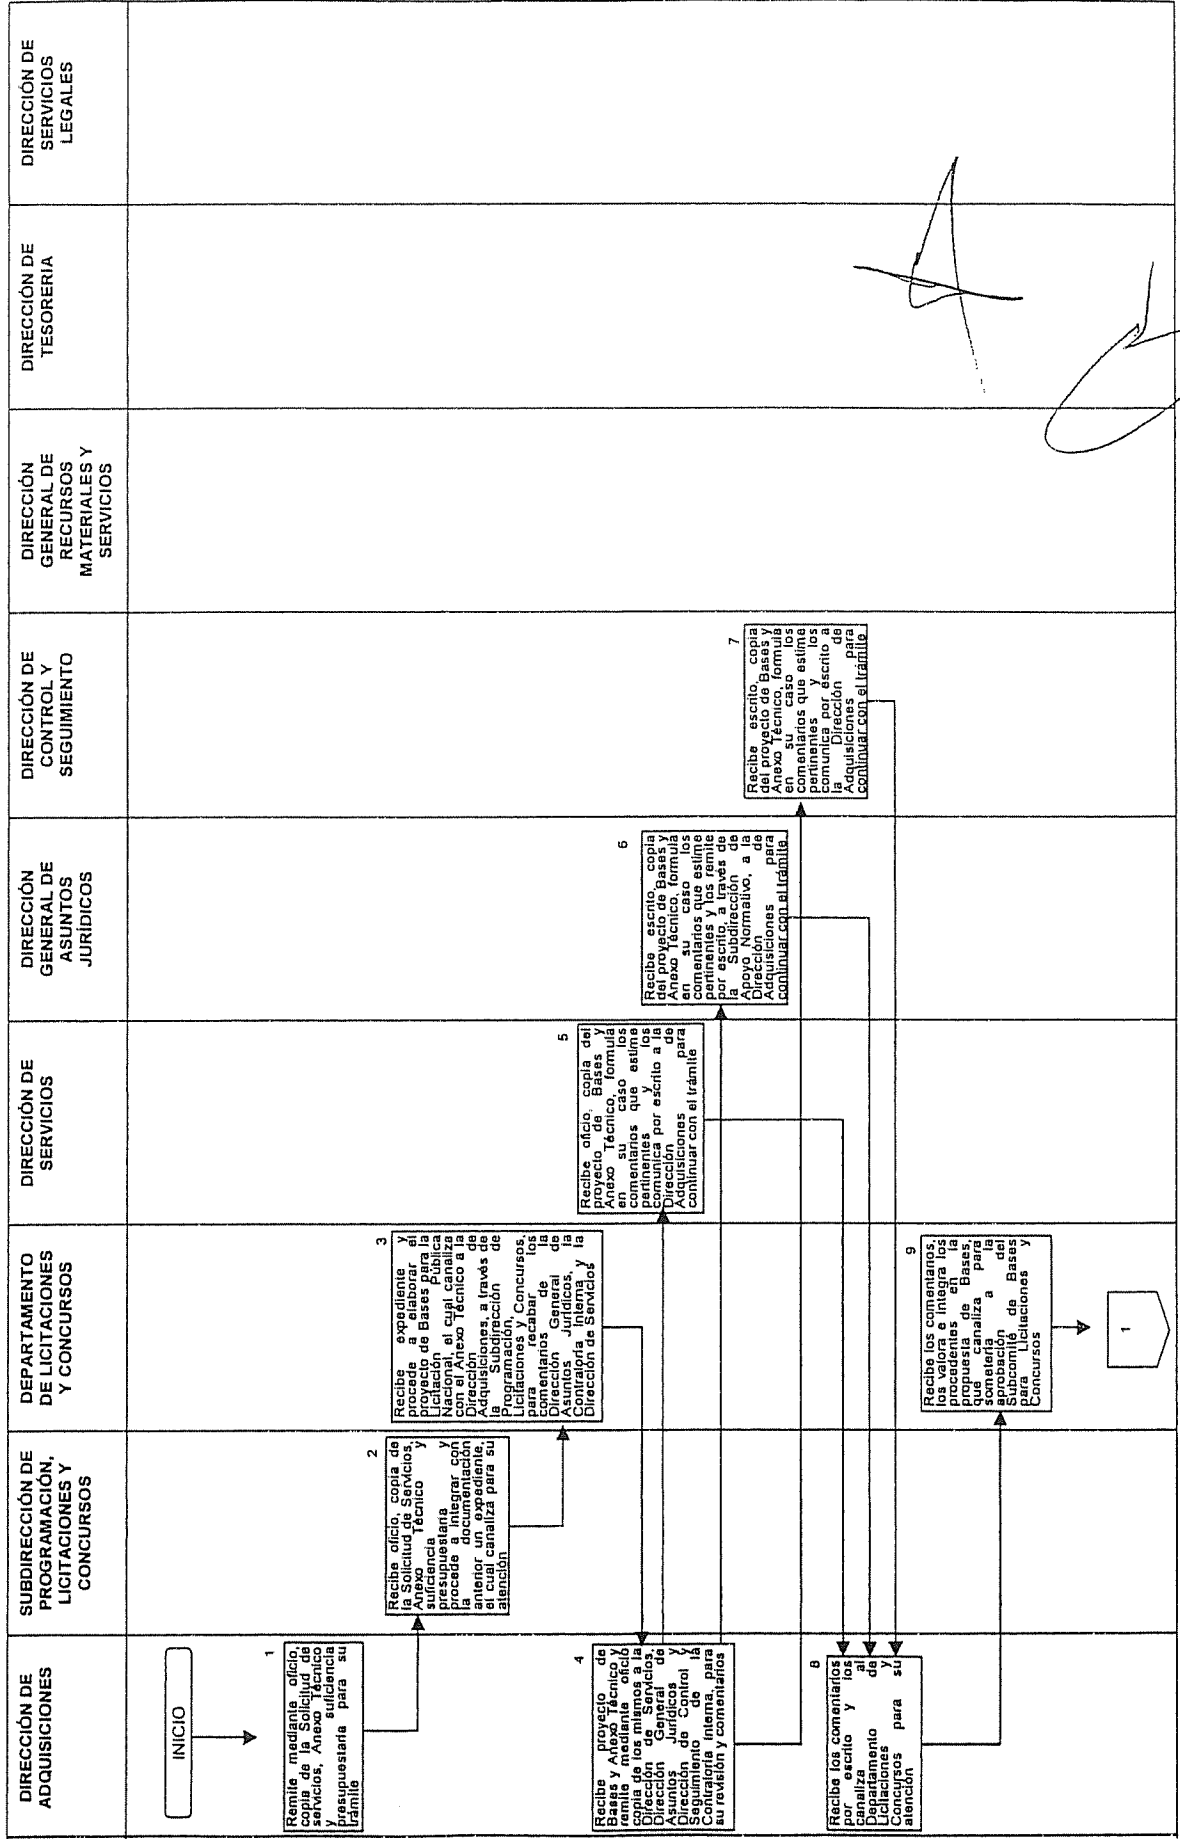 DIRECCIÓN DE
ADQUISICIONES
SUBDIRECCIÓN DE
PROGRAMACIÓN,
LICITACIONES Y
CONCURSOS
DEPARTAMENTO
DE LICITACIONES
Y CONCURSOS
DIRECCIÓN DE
SERVICIOS
DIRECCIÓN
GENERAL DE
ASUNTOS
JURÍDICOS
DIRECCIÓN DE
CONTROL Y
SEGUIMIENTO
DIRECCIÓN
GENERAL DE
RECURSOS
MATERIALES Y
SERVICIOS
DIRECCIÓN DE
TESORERIA
DIRECCIÓN DE
SERVICIOS
LEGALES
INICIO
1
Remite mediante oficio,
copia de la Solicitud de
servicios, Anexo Técnico
y suficiencia
presupuestaria para su
trámite
2
Recibe oficio, copia de
la Solicitud de Servicios,
Anexo Técnico y
suficiencia
presupuestaria y
procede a integrar con
la documentación
anterior un expediente,
el cual canaliza para su
atención
3
Recibe expediente y
procede a elaborar el
proyecto de Bases para la
Licitación Pública
Nacional, el cual canaliza
con el Anexo Técnico a la
Dirección de
Adquisiciones, a través de
la Subdirección de
Programación,
Licitaciones y Concursos,
para recabar los
comentarios de la
Dirección General de
Asuntos Jurídicos, la
Contraloría Interna y la
Dirección de Servicios
4
Recibe proyecto de
Bases y Anexo Técnico y
remite mediante oficio
copia de los mismos a la
Dirección de Servicios,
Dirección General de
Asuntos Jurídicos y
Dirección de Control y
Seguimiento de la
Contraloría Interna, para
su revisión y comentarios
5
Recibe oficio, copia del
proyecto de Bases y
Anexo Técnico, formula
en su caso los
comentarios que estime
pertinentes y los
comunica por escrito a la
Dirección de
Adquisiciones para
continuar con el trámite
6
Recibe escrito, copia
del proyecto de Bases y
Anexo Técnico, formula
en su caso los
comentarios que estime
pertinentes y los remite
por escrito, a través de
la Subdirección de
Apoyo Normativo, a la
Dirección de
Adquisiciones para
continuar con el trámite
7
Recibe escrito, copia
del proyecto de Bases y
Anexo Técnico, formula
en su caso los
comentarios que estime
pertinentes y los
comunica por escrito a
la Dirección de
Adquisiciones para
continuar con el trámite
8
Recibe los comentarios
por escrito y los
canaliza al
Departamento de
Licitaciones y
Concursos para su
atención
9
Recibe los comentarios,
los valora e integra los
procedentes en la
propuesta de Bases,
que canaliza para
someterla a la
aprobación del
Subcomité de Bases
para Licitaciones y
Concursos
1